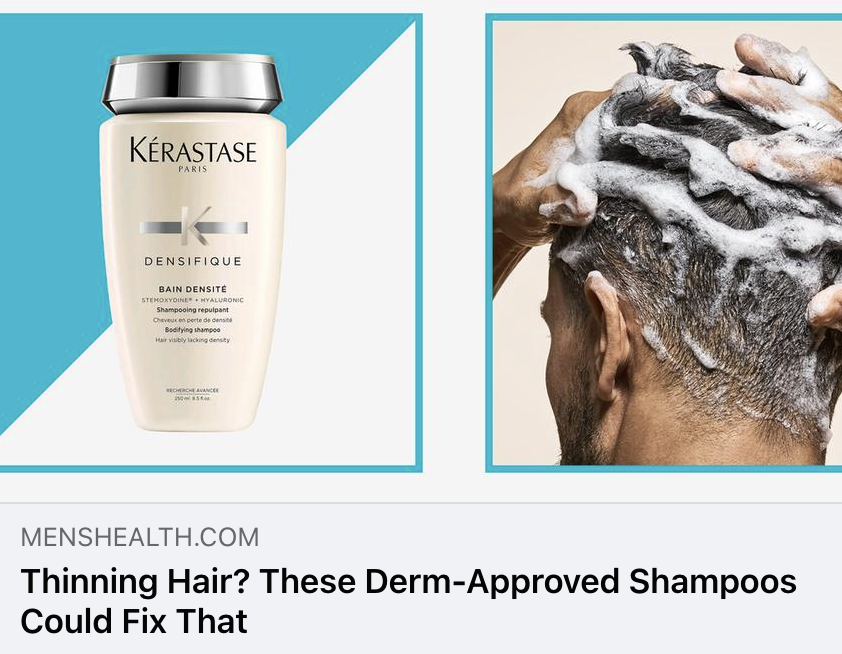 KÉRASTASE
PARIS
K
DENSIFIQUE
BAIN DENSITÉ
STEMOXYDINE® + HYALURONIC
Shampooing repulpant
Cheveux en perte de densité
Bodifying shampoo
Hair visibly lacking density
RECHERCHE AVANCÉE
250 ml 8.5 fl.oz.
MENSHEALTH.COM
Thinning Hair? These Derm-Approved Shampoos
Could Fix That